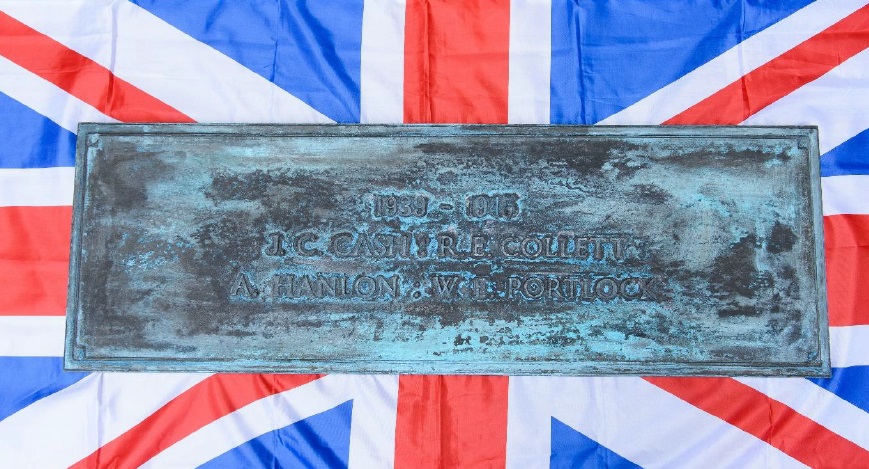 1939 - 1945
J. C. CASH : R. E. COLLETT
A. HANLON : W. E. PORTLOCK